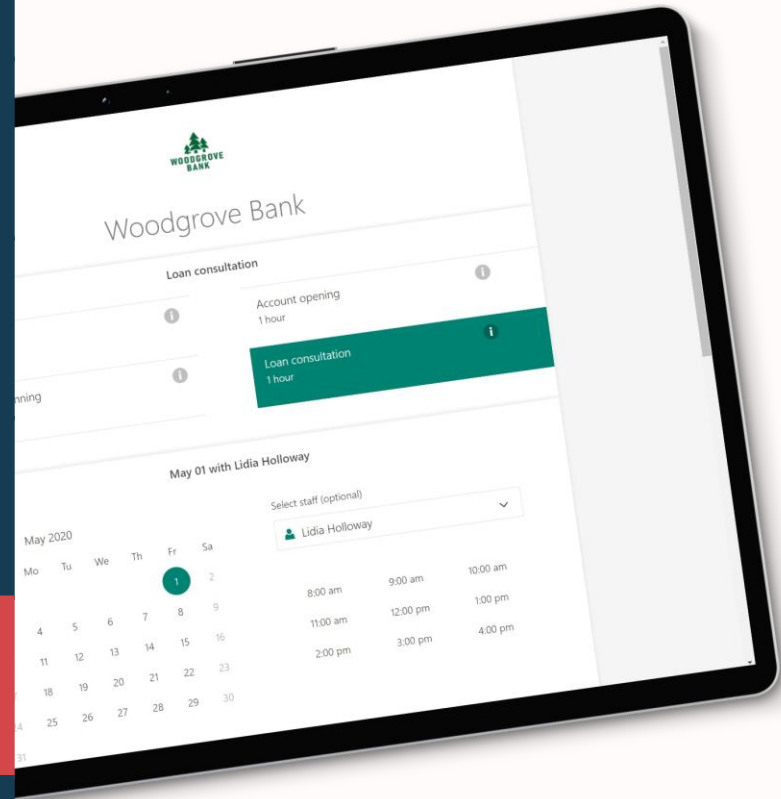 WOODGROVE
BANK
Woodgrove Bank
Loan consultation
Account opening
1 hour
Loan consultation
1 hour
May 01 with Lidia Holloway
May 2020
Mo Tu We Th Fr Sa
1 2
4 5 6 7 8 9
11 12 13 14 15 16
18 19 20 21 22 23
25 26 27 28 29 30
31
Select staff (optional)
Lidia Holloway
8:00 am 9:00 am 10:00 am
11:00 am 12:00 pm 1:00 pm
2:00 pm 3:00 pm 4:00 pm